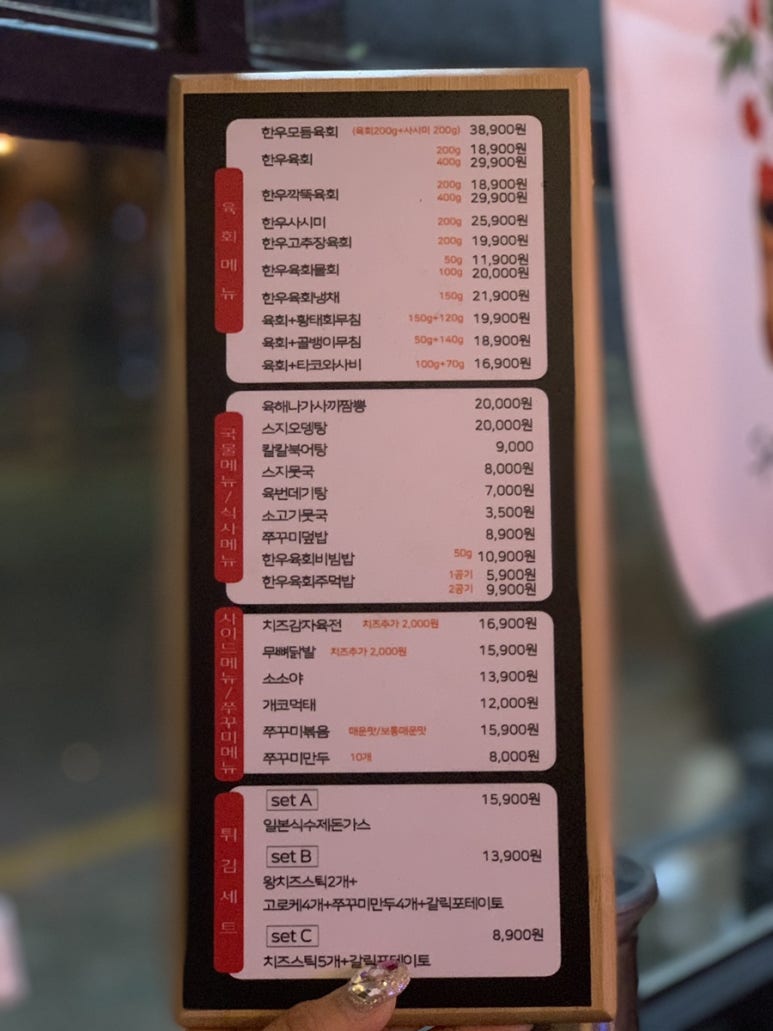 육회메뉴
한우모듬육회 (육회200g+사시미 200g) 38,900원
한우육회 200g 18,900원
400g 29,900원
한우깍뚝육회 200g 18,900원
400g 29,900원
한우사시미 200g 25,900원
한우고추장육회 200g 19,900원
한우육회물회 50g 11,900원
100g 20,000원
한우육회냉채 150g 21,900원
육회+황태회무침 150g+120g 19,900원
육회+골뱅이무침 50g+140g 18,900원
육회+타코와사비 100g+70g 16,900원
국물메뉴/식사메뉴
육해나가사끼짬뽕 20,000원
스지오뎅탕 20,000원
칼칼북어탕 9,000
스지뭇국 8,000원
육번데기탕 7,000원
소고기뭇국 3,500원
쭈꾸미덮밥 8,900원
한우육회비빔밥 50g 10,900원
한우육회주먹밥 1공기 5,900원
2공기 9,900원
사이드메뉴/쭈꾸미메뉴
치즈감자육전 치즈추가 2,000원 16,900원
무뼈닭발 치즈추가 2,000원 15,900원
소소야 13,900원
개코먹태 12,000원
쭈꾸미볶음 매운맛/보통매운맛 15,900원
쭈꾸미만두 10개 8,000원
튀김세트
set A 15,900원
일본식수제돈가스
set B 13,900원
왕치즈스틱2개+
고로케4개+쭈꾸미만두4개+갈릭포테이토
set C 8,900원
치즈스틱5개+갈릭포테이토